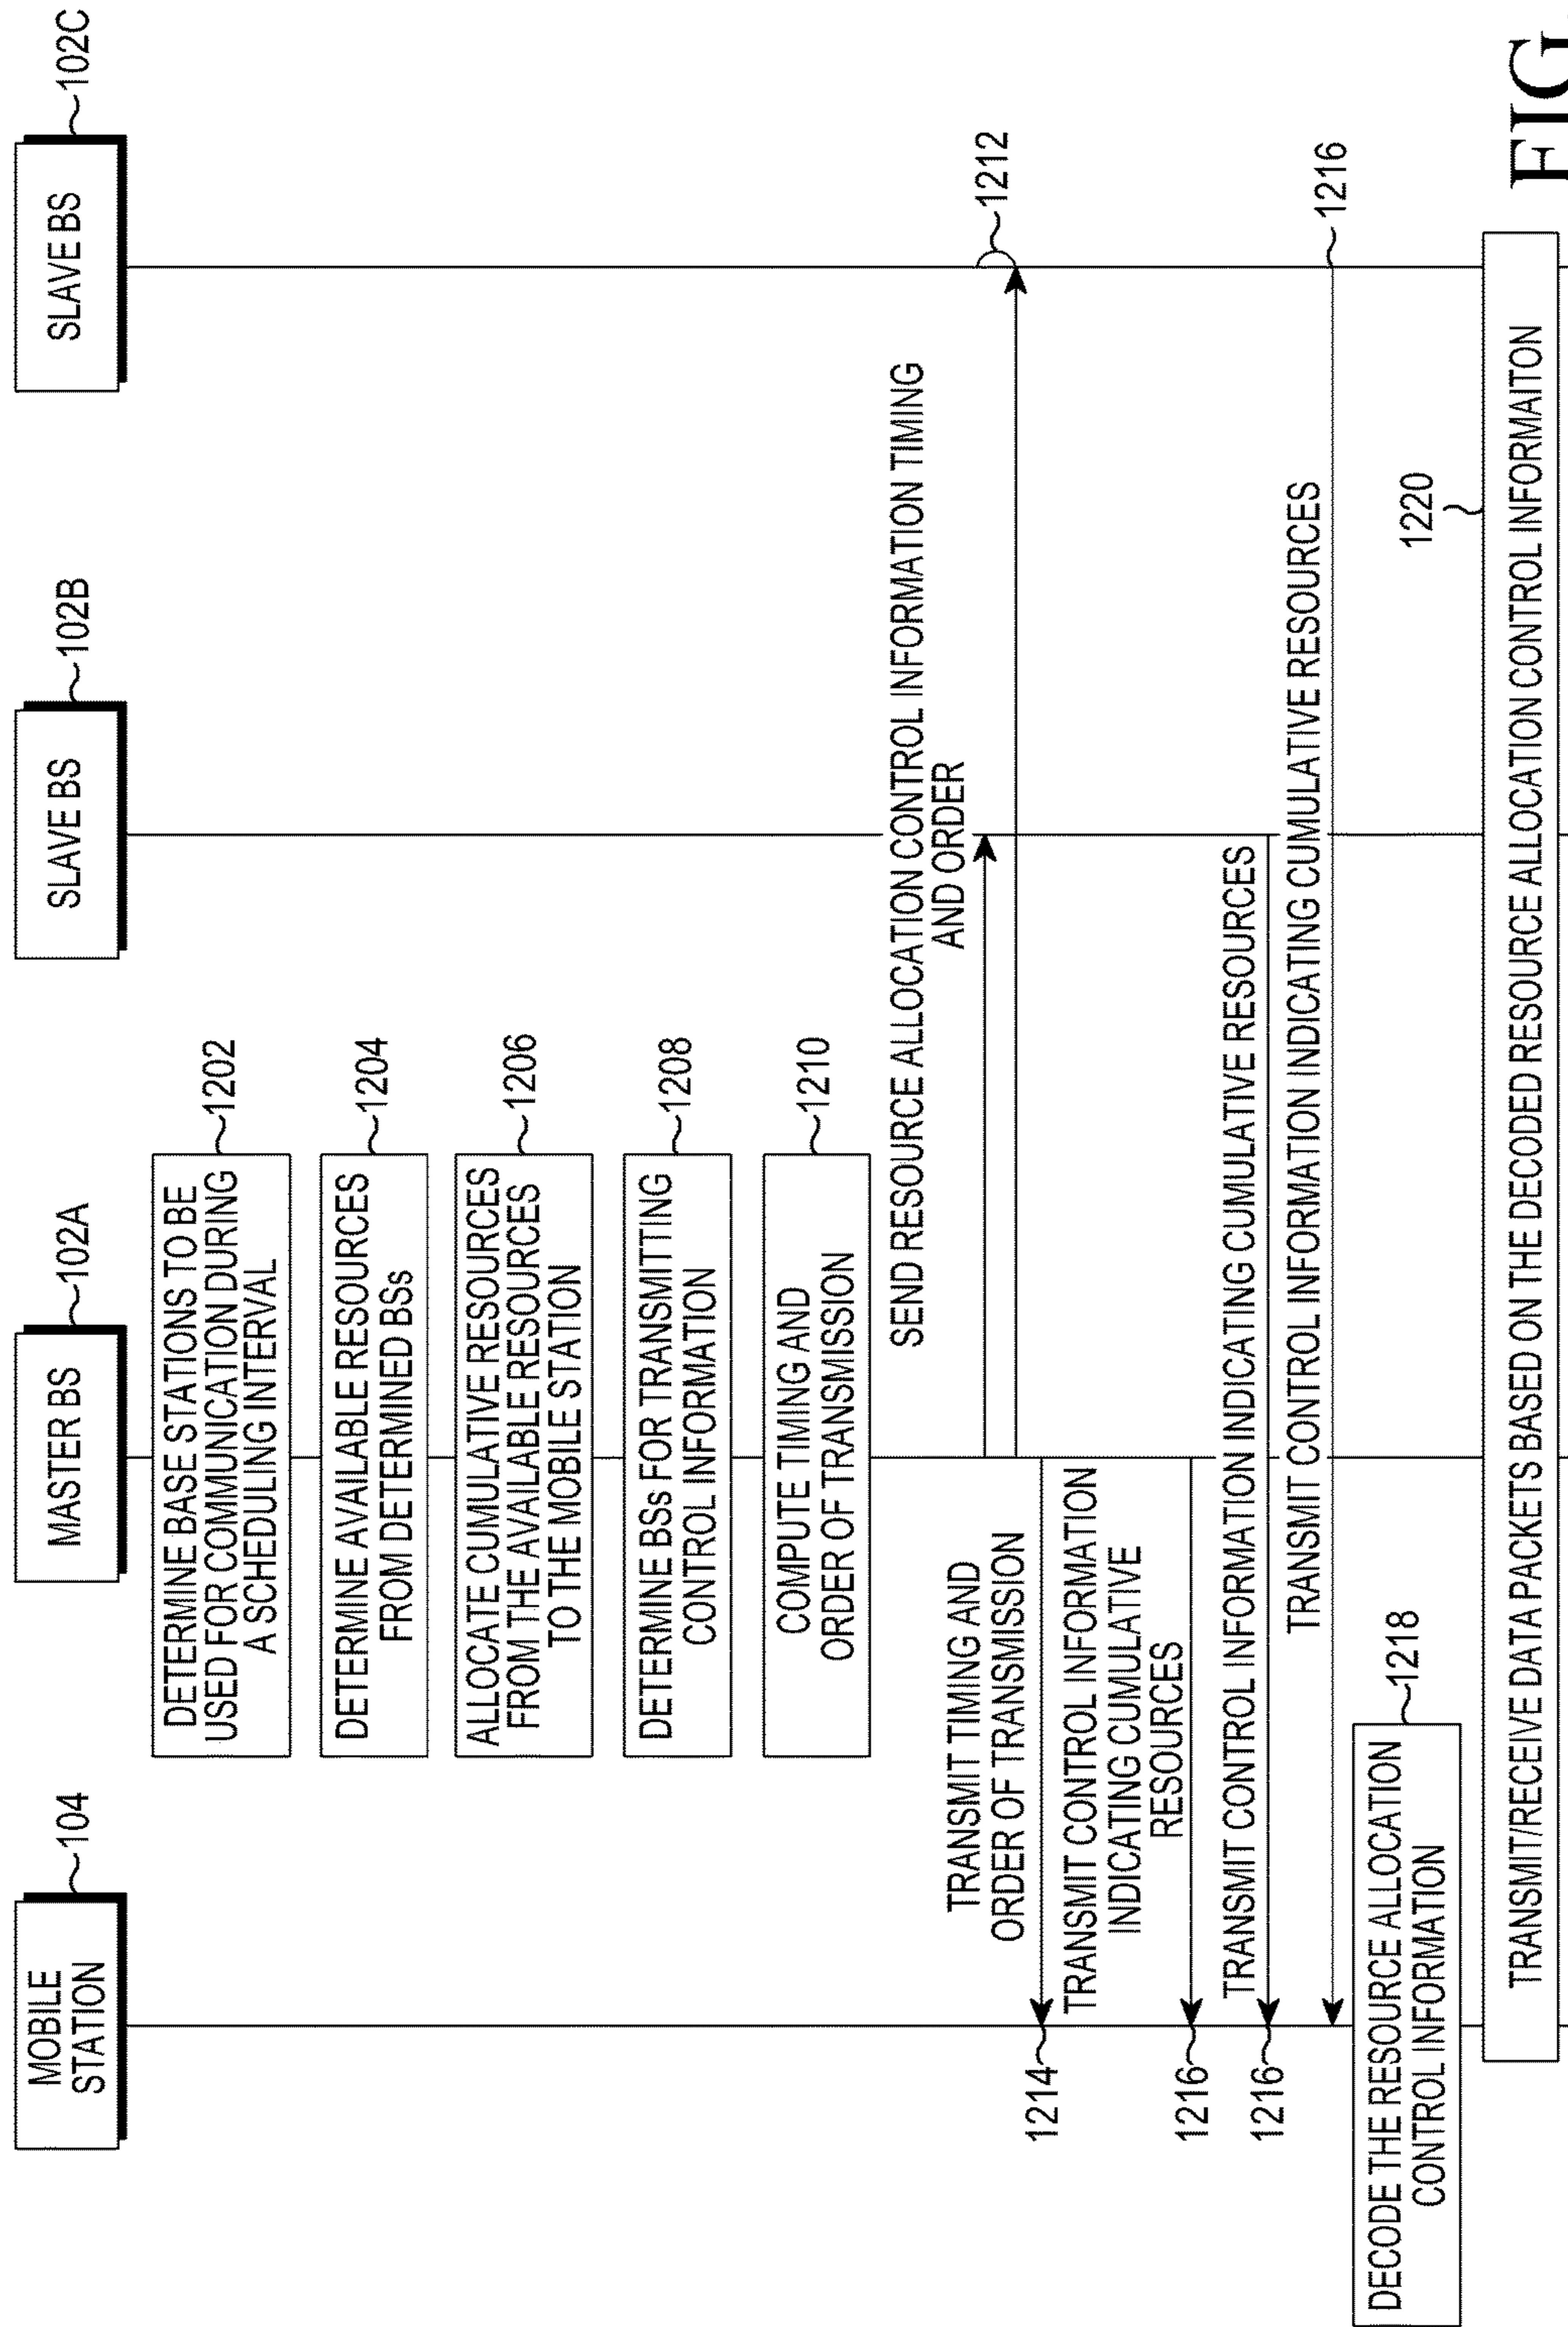 MOBILE
STATION
104
MASTER BS
102A
SLAVE BS
102B
SLAVE BS
102C
DETERMINE BASE STATIONS TO BE
USED FOR COMMUNICATION DURING
A SCHEDULING INTERVAL
1202
DETERMINE AVAILABLE RESOURCES
FROM DETERMINED BSs
1204
ALLOCATE CUMULATIVE RESOURCES
FROM THE AVAILABLE RESOURCES
TO THE MOBILE STATION
1206
DETERMINE BSs FOR TRANSMITTING
CONTROL INFORMATION
1208
COMPUTE TIMING AND
ORDER OF TRANSMISSION
1210
SEND RESOURCE ALLOCATION CONTROL INFORMATION TIMING
AND ORDER
1212
TRANSMIT TIMING AND
ORDER OF TRANSMISSION
1214
TRANSMIT CONTROL INFORMATION
INDICATING CUMULATIVE
RESOURCES
1216
TRANSMIT CONTROL INFORMATION INDICATING CUMULATIVE RESOURCES
1216
TRANSMIT CONTROL INFORMATION INDICATING CUMULATIVE RESOURCES
1216
DECODE THE RESOURCE ALLOCATION
CONTROL INFORMATION
1218
1220
TRANSMIT/RECEIVE DATA PACKETS BASED ON THE DECODED RESOURCE ALLOCATION CONTROL INFORMAITON
FIG.